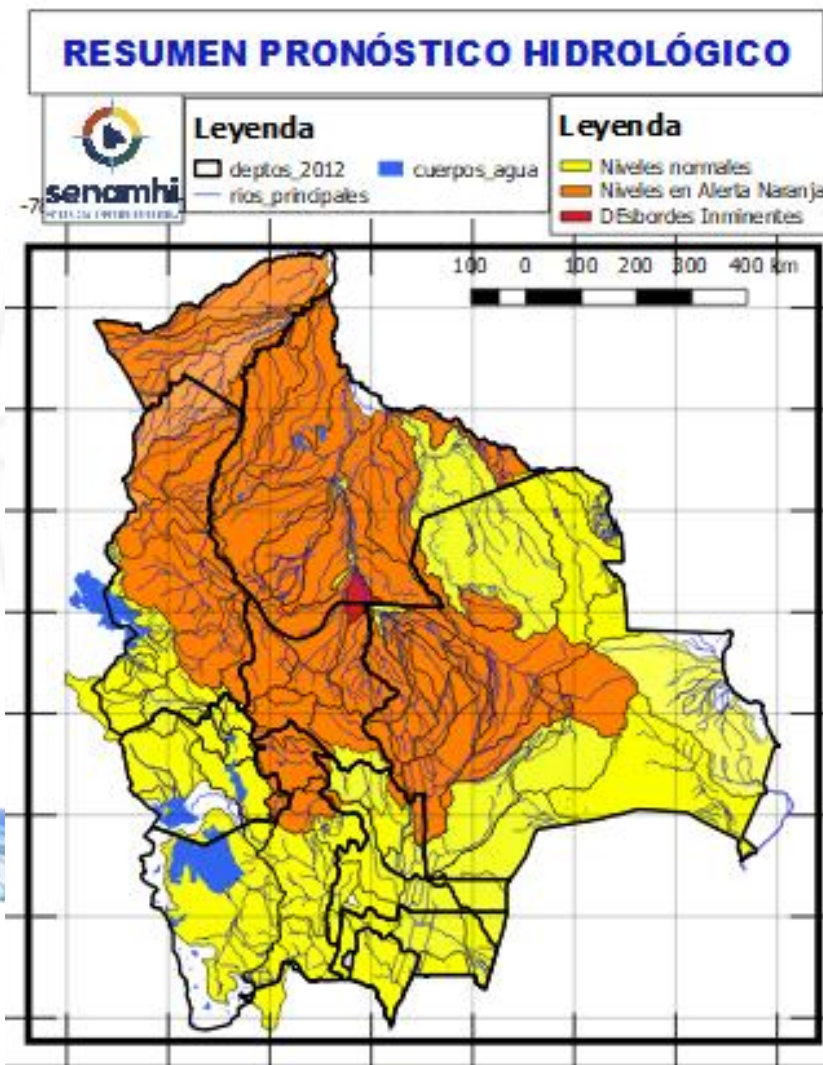 RESUMEN PRONÓSTICO HIDROLÓGICO
senamhi
Leyenda
deptos_2012 cuerpos_agua
rios_principales
Leyenda
Niveles normales
Niveles en Alerta Naranja
DEsbordes Inminentes
100 0 100 200 300 400 km